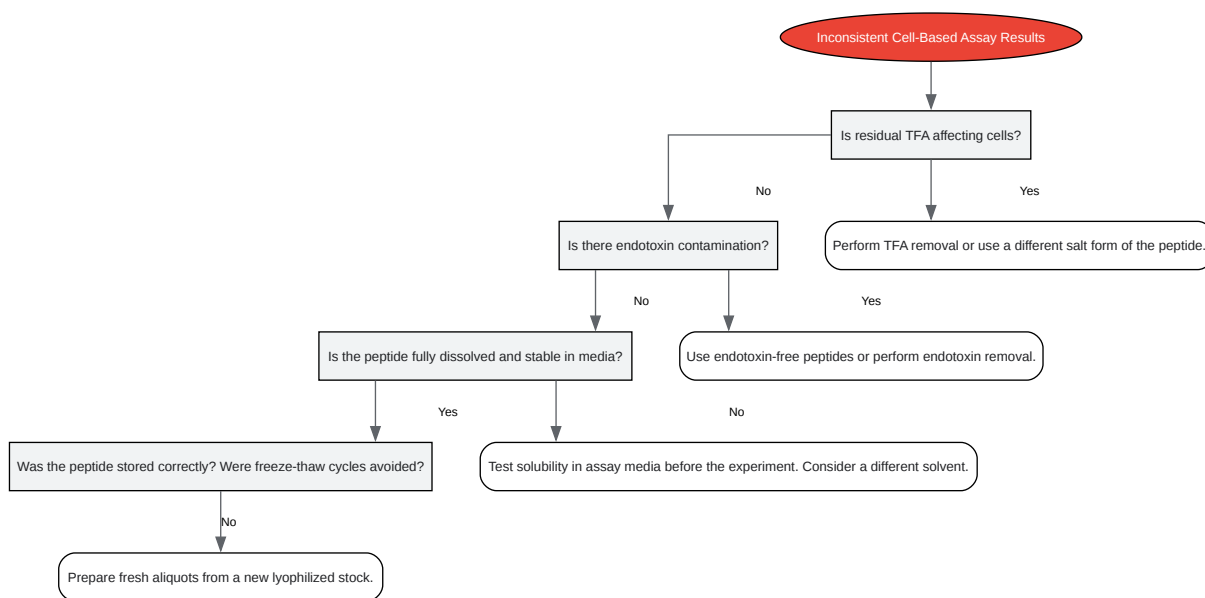 Inconsistent Cell-Based Assay Results
Is residual TFA affecting cells?
No
Yes
Is there endotoxin contamination?
Perform TFA removal or use a different salt form of the peptide.
No
Yes
Is the peptide fully dissolved and stable in media?
Use endotoxin-free peptides or perform endotoxin removal.
Yes
No
Was the peptide stored correctly? Were freeze-thaw cycles avoided?
Test solubility in assay media before the experiment. Consider a different solvent.
No
Prepare fresh aliquots from a new lyophilized stock.